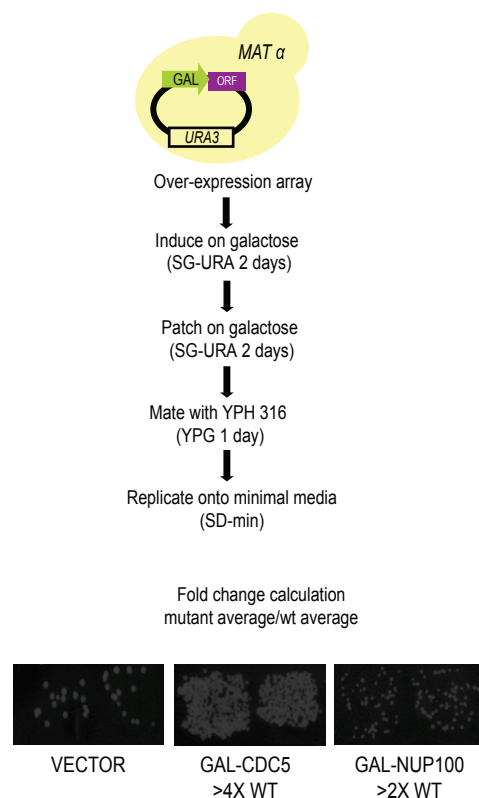 MAT α
GAL ORF
URA3
Over-expression array
Induce on galactose
(SG-URA 2 days)
Patch on galactose
(SG-URA 2 days)
Mate with YPH 316
(YPG 1 day)
Replicate onto minimal media
(SD-min)
Fold change calculation
mutant average/wt average
VECTOR GAL-CDC5 GAL-NUP100
>4X WT >2X WT